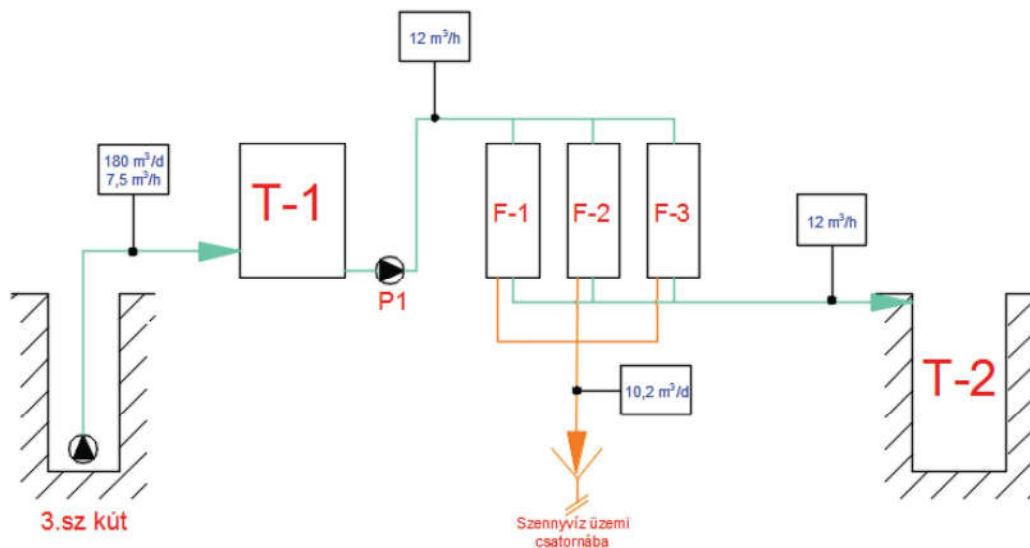 12 m³/h
180 m³/d
7,5 m³/h
T-1
F-1
F-2
F-3
12 m³/h
P1
T-2
10,2 m³/d
3.sz kút
Szennyvíz üzemi
csatornába